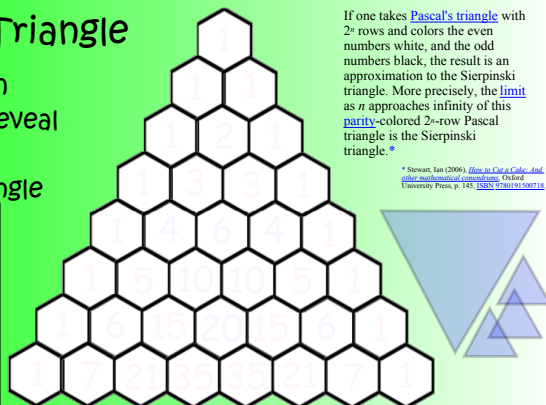 Triangle
eveal
ngle
1
1 1
1 2 1
1 3 1
1 4 6 4 1
1 5 10 10 5 1
1 6 15 20 15 6 1
1 7 21 35 35 21 7 1
If one takes Pascal's triangle with
2ⁿ rows and colors the even
numbers white, and the odd
numbers black, the result is an
approximation to the Sierpinski
triangle. More precisely, the limit
as n approaches infinity of this
parity-colored 2ⁿ-row Pascal
triangle is the Sierpinski
triangle.*
* Stewart, Ian (2006), How to Cut a Cake: And
other mathematical conundrums, Oxford
University Press, p. 145, ISBN 9780191500718.